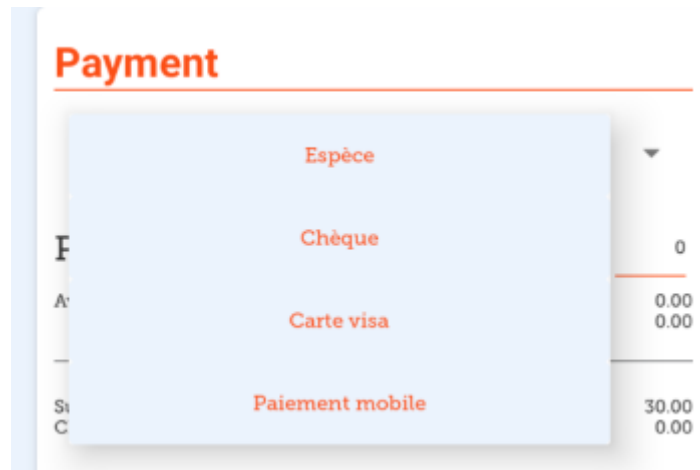 Payment
Espèce
Chèque
0
Carte visa
0.00
0.00
Paiement mobile
30.00
0.00